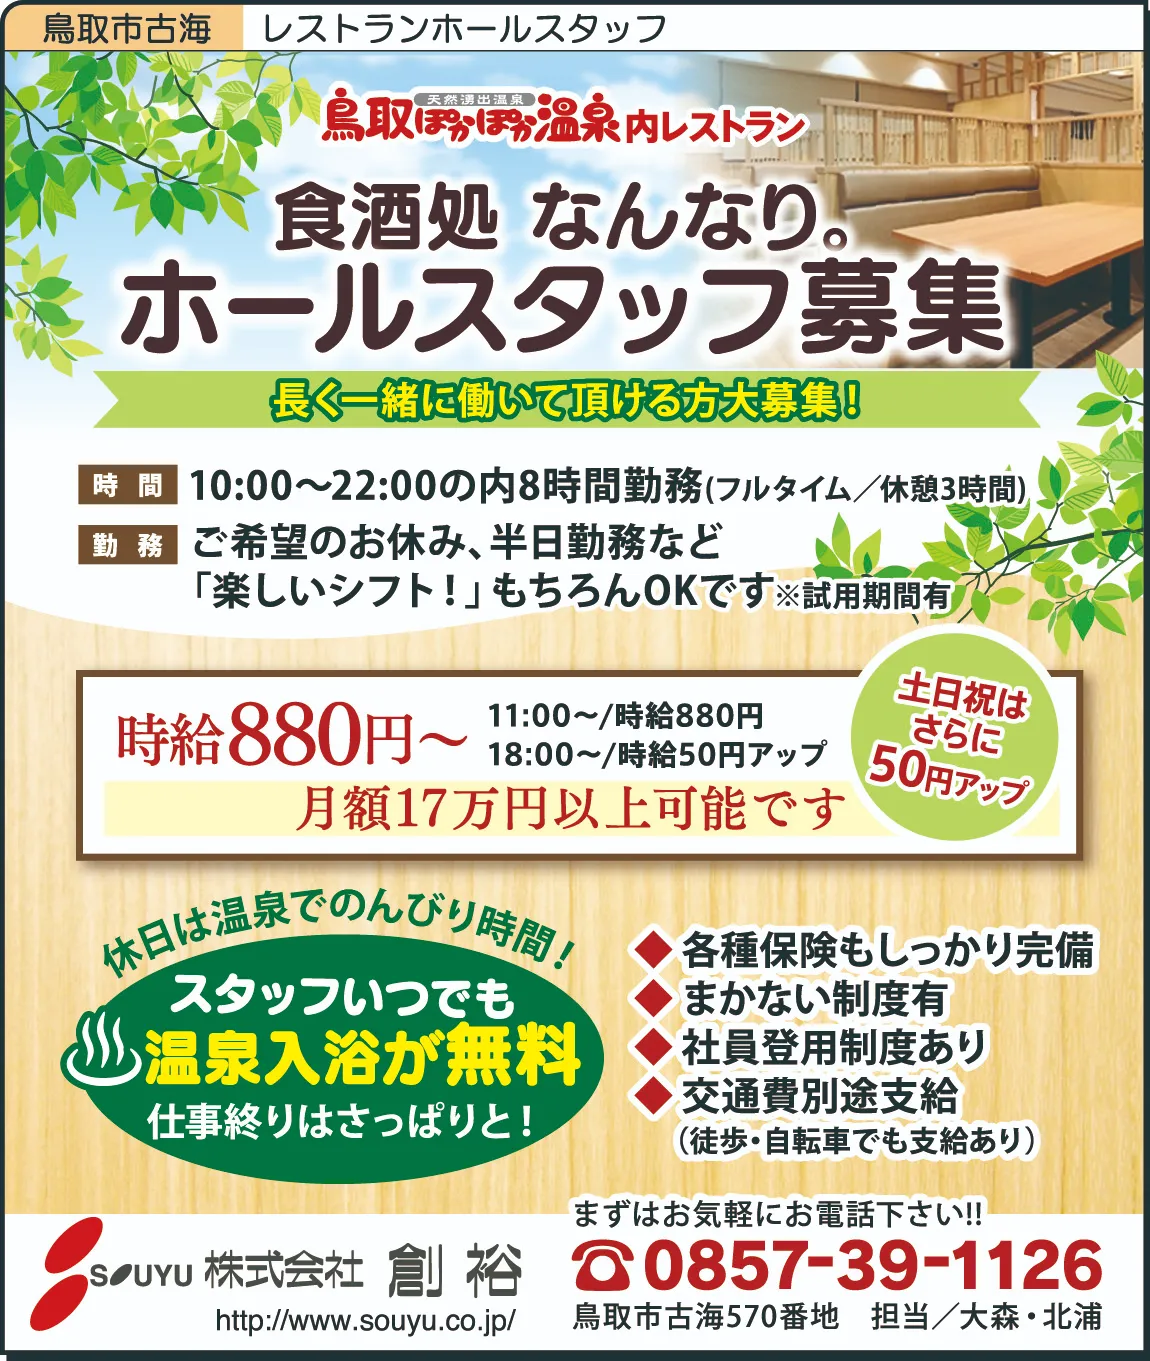 鳥取市古海 レストランホールスタッフ
天然湧出温泉
鳥取ぽかぽか温泉内レストラン
食酒処 なんなり。
ホールスタッフ募集
長く一緒に働いて頂ける方大募集！
時間 10:00～22:00の内8時間勤務(フルタイム／休憩3時間)
勤務 ご希望のお休み、半日勤務など
「楽しいシフト！」もちろんOKです※試用期間有
時給880円～
11:00～/時給880円
18:00～/時給50円アップ
土日祝は
さらに
50円アップ
月額17万円以上可能です
休日は温泉でのんびり時間！
スタッフいつでも
温泉入浴が無料
仕事終りはさっぱりと！
◆各種保険もしっかり完備
◆まかない制度有
◆社員登用制度あり
◆交通費別途支給
（徒歩・自転車でも支給あり）
SOUYU 株式会社 創裕
http://www.souyu.co.jp/
まずはお気軽にお電話下さい!!
☎0857-39-1126
鳥取市古海570番地 担当／大森・北浦